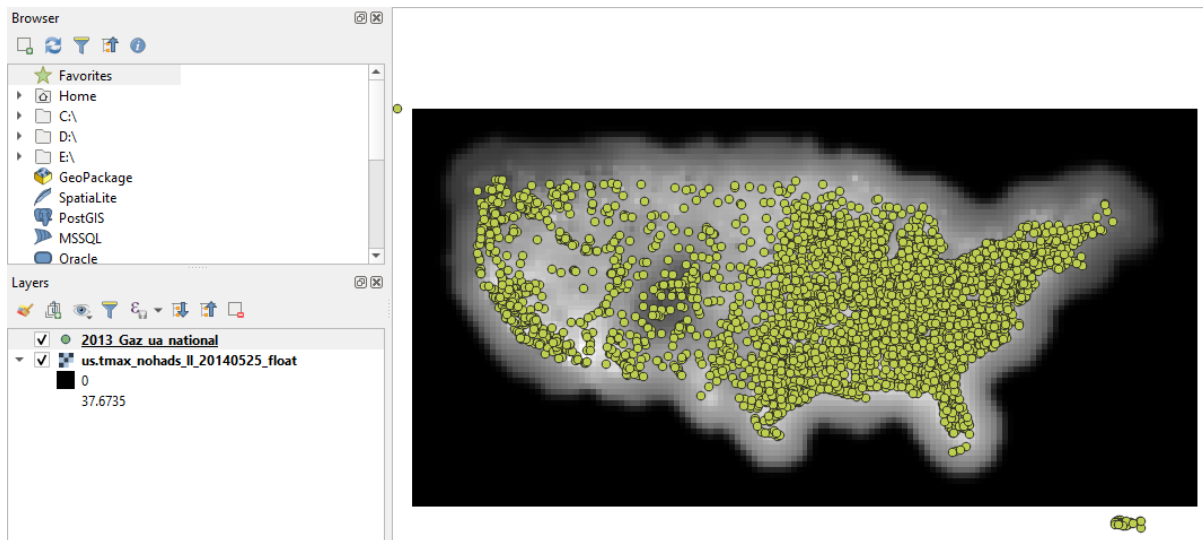 Browser
Favorites
Home
C:\
D:\
E:\
GeoPackage
SpatiaLite
PostGIS
MSSQL
Oracle
Layers
2013_Gaz_ua_national
us.tmax_nohads_ll_20140525_float
0
37.6735